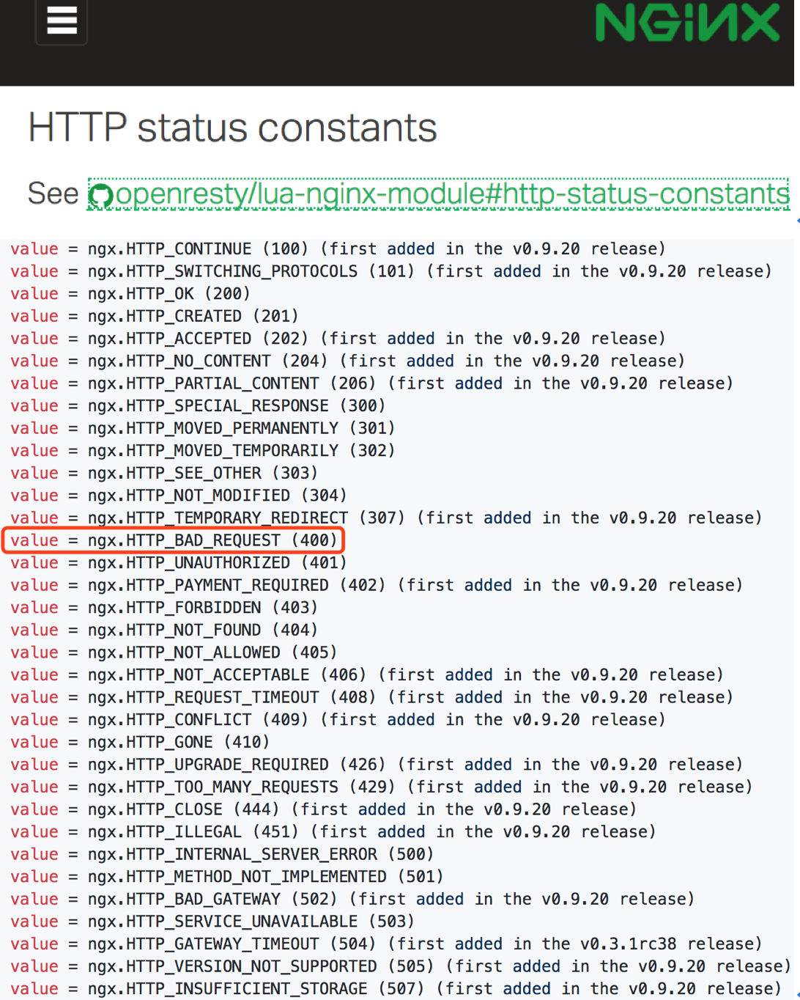 NGINX
HTTP status constants
See openresty/lua-nginx-module#http-status-constants
value = ngx.HTTP_CONTINUE (100) (first added in the v0.9.20 release)
value = ngx.HTTP_SWITCHING_PROTOCOLS (101) (first added in the v0.9.20 release)
value = ngx.HTTP_OK (200)
value = ngx.HTTP_CREATED (201)
value = ngx.HTTP_ACCEPTED (202) (first added in the v0.9.20 release)
value = ngx.HTTP_NO_CONTENT (204) (first added in the v0.9.20 release)
value = ngx.HTTP_PARTIAL_CONTENT (206) (first added in the v0.9.20 release)
value = ngx.HTTP_SPECIAL_RESPONSE (300)
value = ngx.HTTP_MOVED_PERMANENTLY (301)
value = ngx.HTTP_MOVED_TEMPORARILY (302)
value = ngx.HTTP_SEE_OTHER (303)
value = ngx.HTTP_NOT_MODIFIED (304)
value = ngx.HTTP_TEMPORARY_REDIRECT (307) (first added in the v0.9.20 release)
value = ngx.HTTP_BAD_REQUEST (400)
value = ngx.HTTP_UNAUTHORIZED (401)
value = ngx.HTTP_PAYMENT_REQUIRED (402) (first added in the v0.9.20 release)
value = ngx.HTTP_FORBIDDEN (403)
value = ngx.HTTP_NOT_FOUND (404)
value = ngx.HTTP_NOT_ALLOWED (405)
value = ngx.HTTP_NOT_ACCEPTABLE (406) (first added in the v0.9.20 release)
value = ngx.HTTP_REQUEST_TIMEOUT (408) (first added in the v0.9.20 release)
value = ngx.HTTP_CONFLICT (409) (first added in the v0.9.20 release)
value = ngx.HTTP_GONE (410)
value = ngx.HTTP_UPGRADE_REQUIRED (426) (first added in the v0.9.20 release)
value = ngx.HTTP_TOO_MANY_REQUESTS (429) (first added in the v0.9.20 release)
value = ngx.HTTP_CLOSE (444) (first added in the v0.9.20 release)
value = ngx.HTTP_ILLEGAL (451) (first added in the v0.9.20 release)
value = ngx.HTTP_INTERNAL_SERVER_ERROR (500)
value = ngx.HTTP_METHOD_NOT_IMPLEMENTED (501)
value = ngx.HTTP_BAD_GATEWAY (502) (first added in the v0.9.20 release)
value = ngx.HTTP_SERVICE_UNAVAILABLE (503)
value = ngx.HTTP_GATEWAY_TIMEOUT (504) (first added in the v0.3.1rc38 release)
value = ngx.HTTP_VERSION_NOT_SUPPORTED (505) (first added in the v0.9.20 release)
value = ngx.HTTP_INSUFFICIENT_STORAGE (507) (first added in the v0.9.20 release)